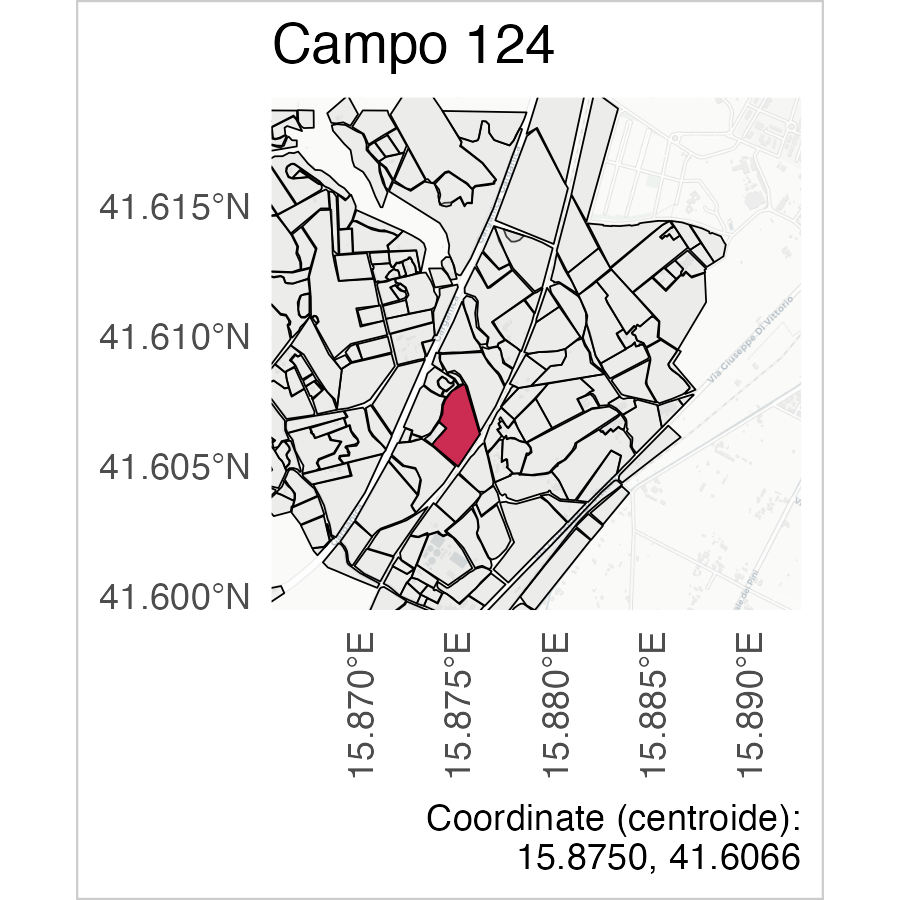 Campo 124
41.615°N
41.610°N
41.605°N
41.600°N
Via Giuseppe Di Vittorio
15.870°E
15.875°E
15.880°E
15.885°E
15.890°E
Coordinate (centroide):
15.8750, 41.6066